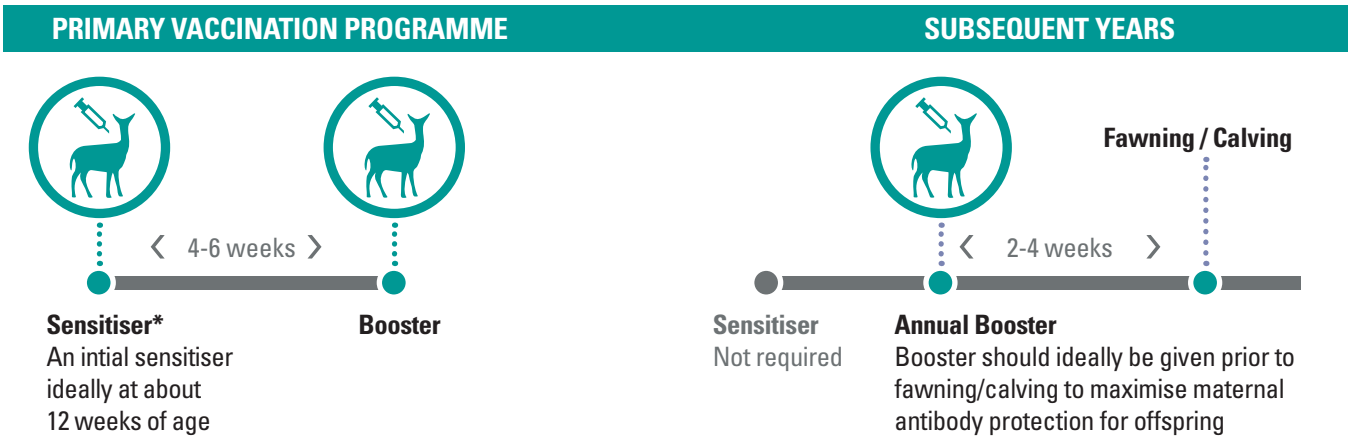 PRIMARY VACCINATION PROGRAMME
SUBSEQUENT YEARS
Fawning / Calving
4-6 weeks
2-4 weeks
Sensitiser*
An intial sensitiser
ideally at about
12 weeks of age
Booster
Sensitiser
Not required
Annual Booster
Booster should ideally be given prior to
fawning/calving to maximise maternal
antibody protection for offspring